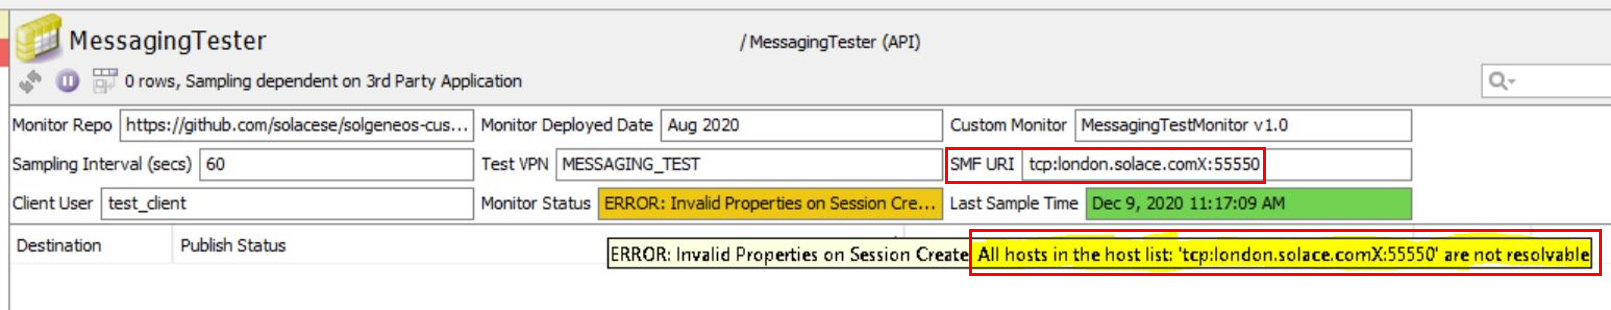 MessagingTester
/ MessagingTester (API)
0 rows, Sampling dependent on 3rd Party Application
Monitor Repo https://github.com/solacese/solgeneos-cus... Monitor Deployed Date Aug 2020 Custom Monitor MessagingTestMonitor v1.0
Sampling Interval (secs) 60 Test VPN MESSAGING_TEST SMF URI tcp:london.solace.comX:55550
Client User test_client Monitor Status ERROR: Invalid Properties on Session Cre... Last Sample Time Dec 9, 2020 11:17:09 AM
Destination Publish Status
ERROR: Invalid Properties on Session Create All hosts in the host list: 'tcp:london.solace.comX:55550' are not resolvable